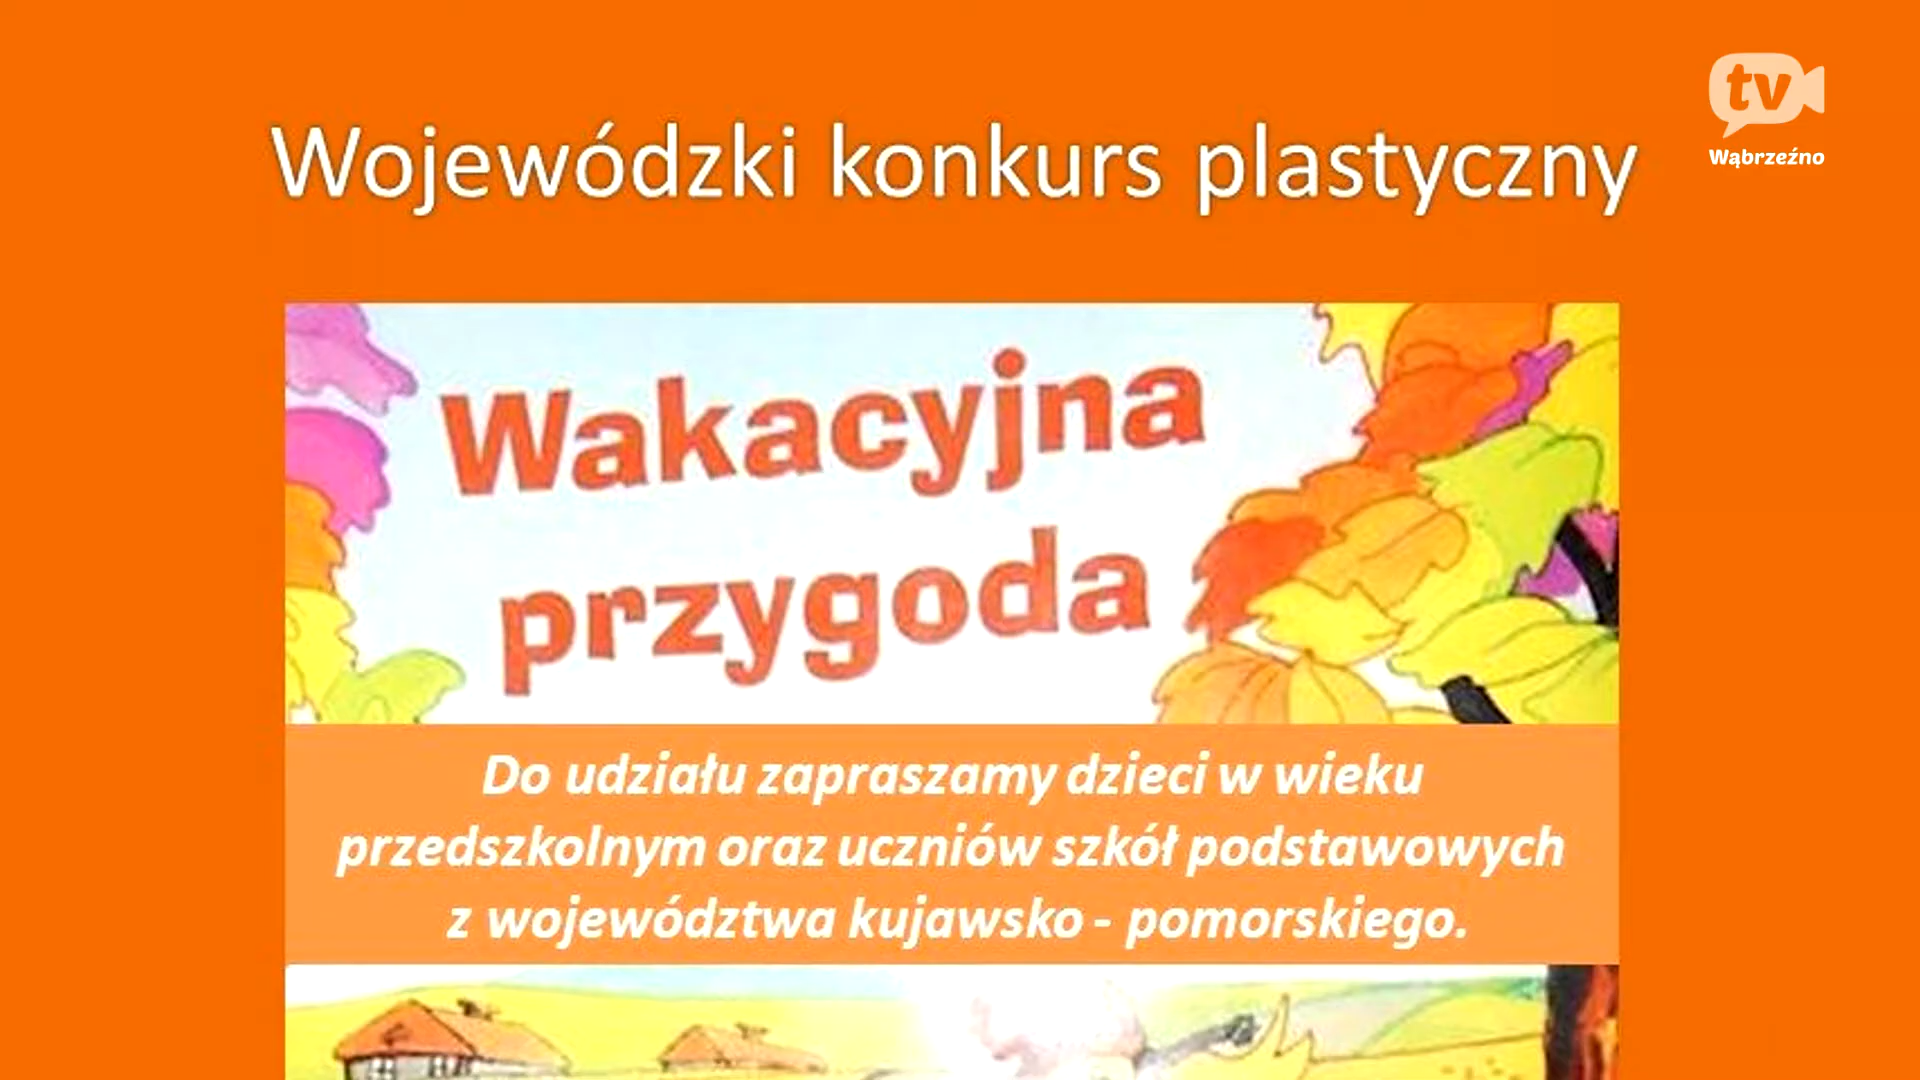 tv
Wąbrzeźno
Wojewódzki konkurs plastyczny
Wakacyjna
przygoda
Do udziału zapraszamy dzieci w wieku
przedszkolnym oraz uczniów szkół podstawowych
z województwa kujawsko - pomorskiego.